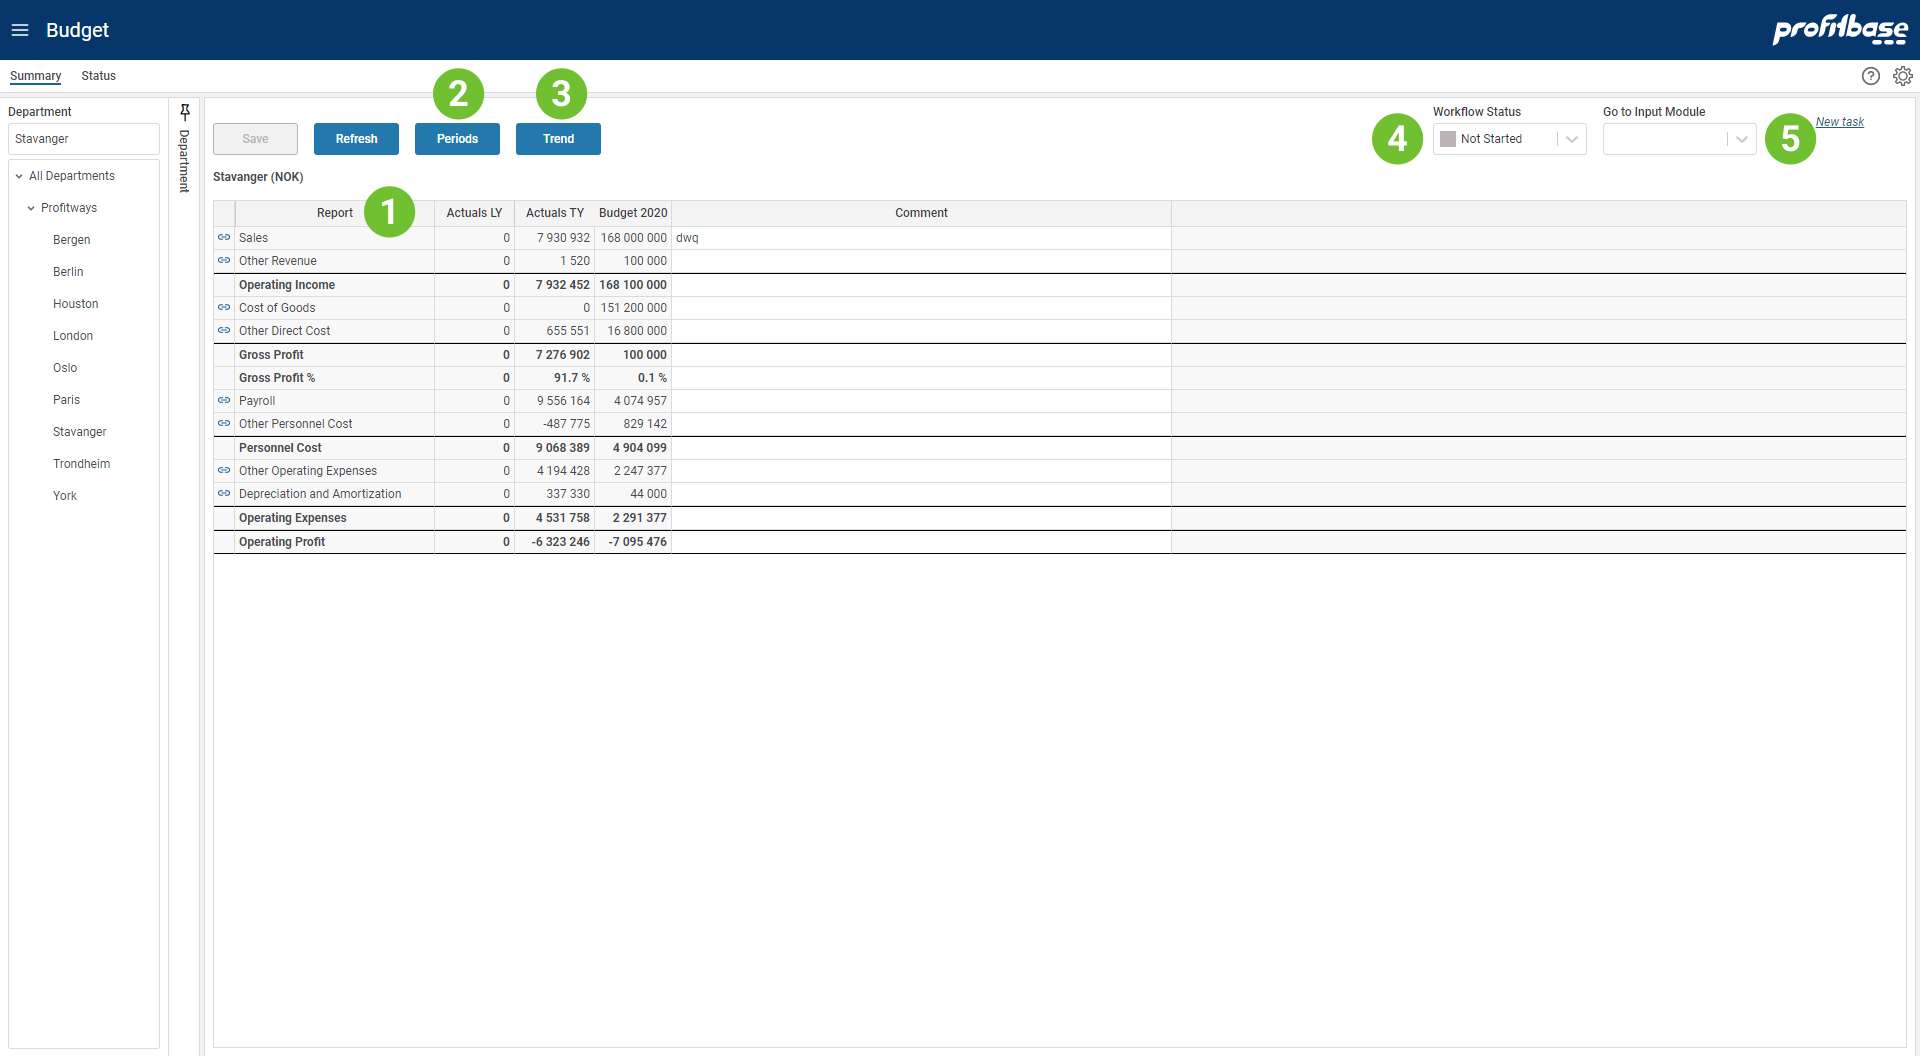 Budget
profitbase
Summary Status
Department
Stavanger
All Departments
Profitways
Bergen
Berlin
Houston
London
Oslo
Paris
Stavanger
Trondheim
York
Department
2 3
Save Refresh Periods Trend
4
Workflow Status
Not Started
Go to Input Module
5
New task
Stavanger (NOK)
Report 1 Actuals LY Actuals TY Budget 2020 Comment
Sales 0 7 930 932 168 000 000 dwq
Other Revenue 0 1 520 100 000
Operating Income 0 7 932 452 168 100 000
Cost of Goods 0 0 151 200 000
Other Direct Cost 0 655 551 16 800 000
Gross Profit 0 7 276 902 100 000
Gross Profit % 0 91.7 % 0.1 %
Payroll 0 9 556 164 4 074 957
Other Personnel Cost 0 -487 775 829 142
Personnel Cost 0 9 068 389 4 904 099
Other Operating Expenses 0 4 194 428 2 247 377
Depreciation and Amortization 0 337 330 44 000
Operating Expenses 0 4 531 758 2 291 377
Operating Profit 0 -6 323 246 -7 095 476